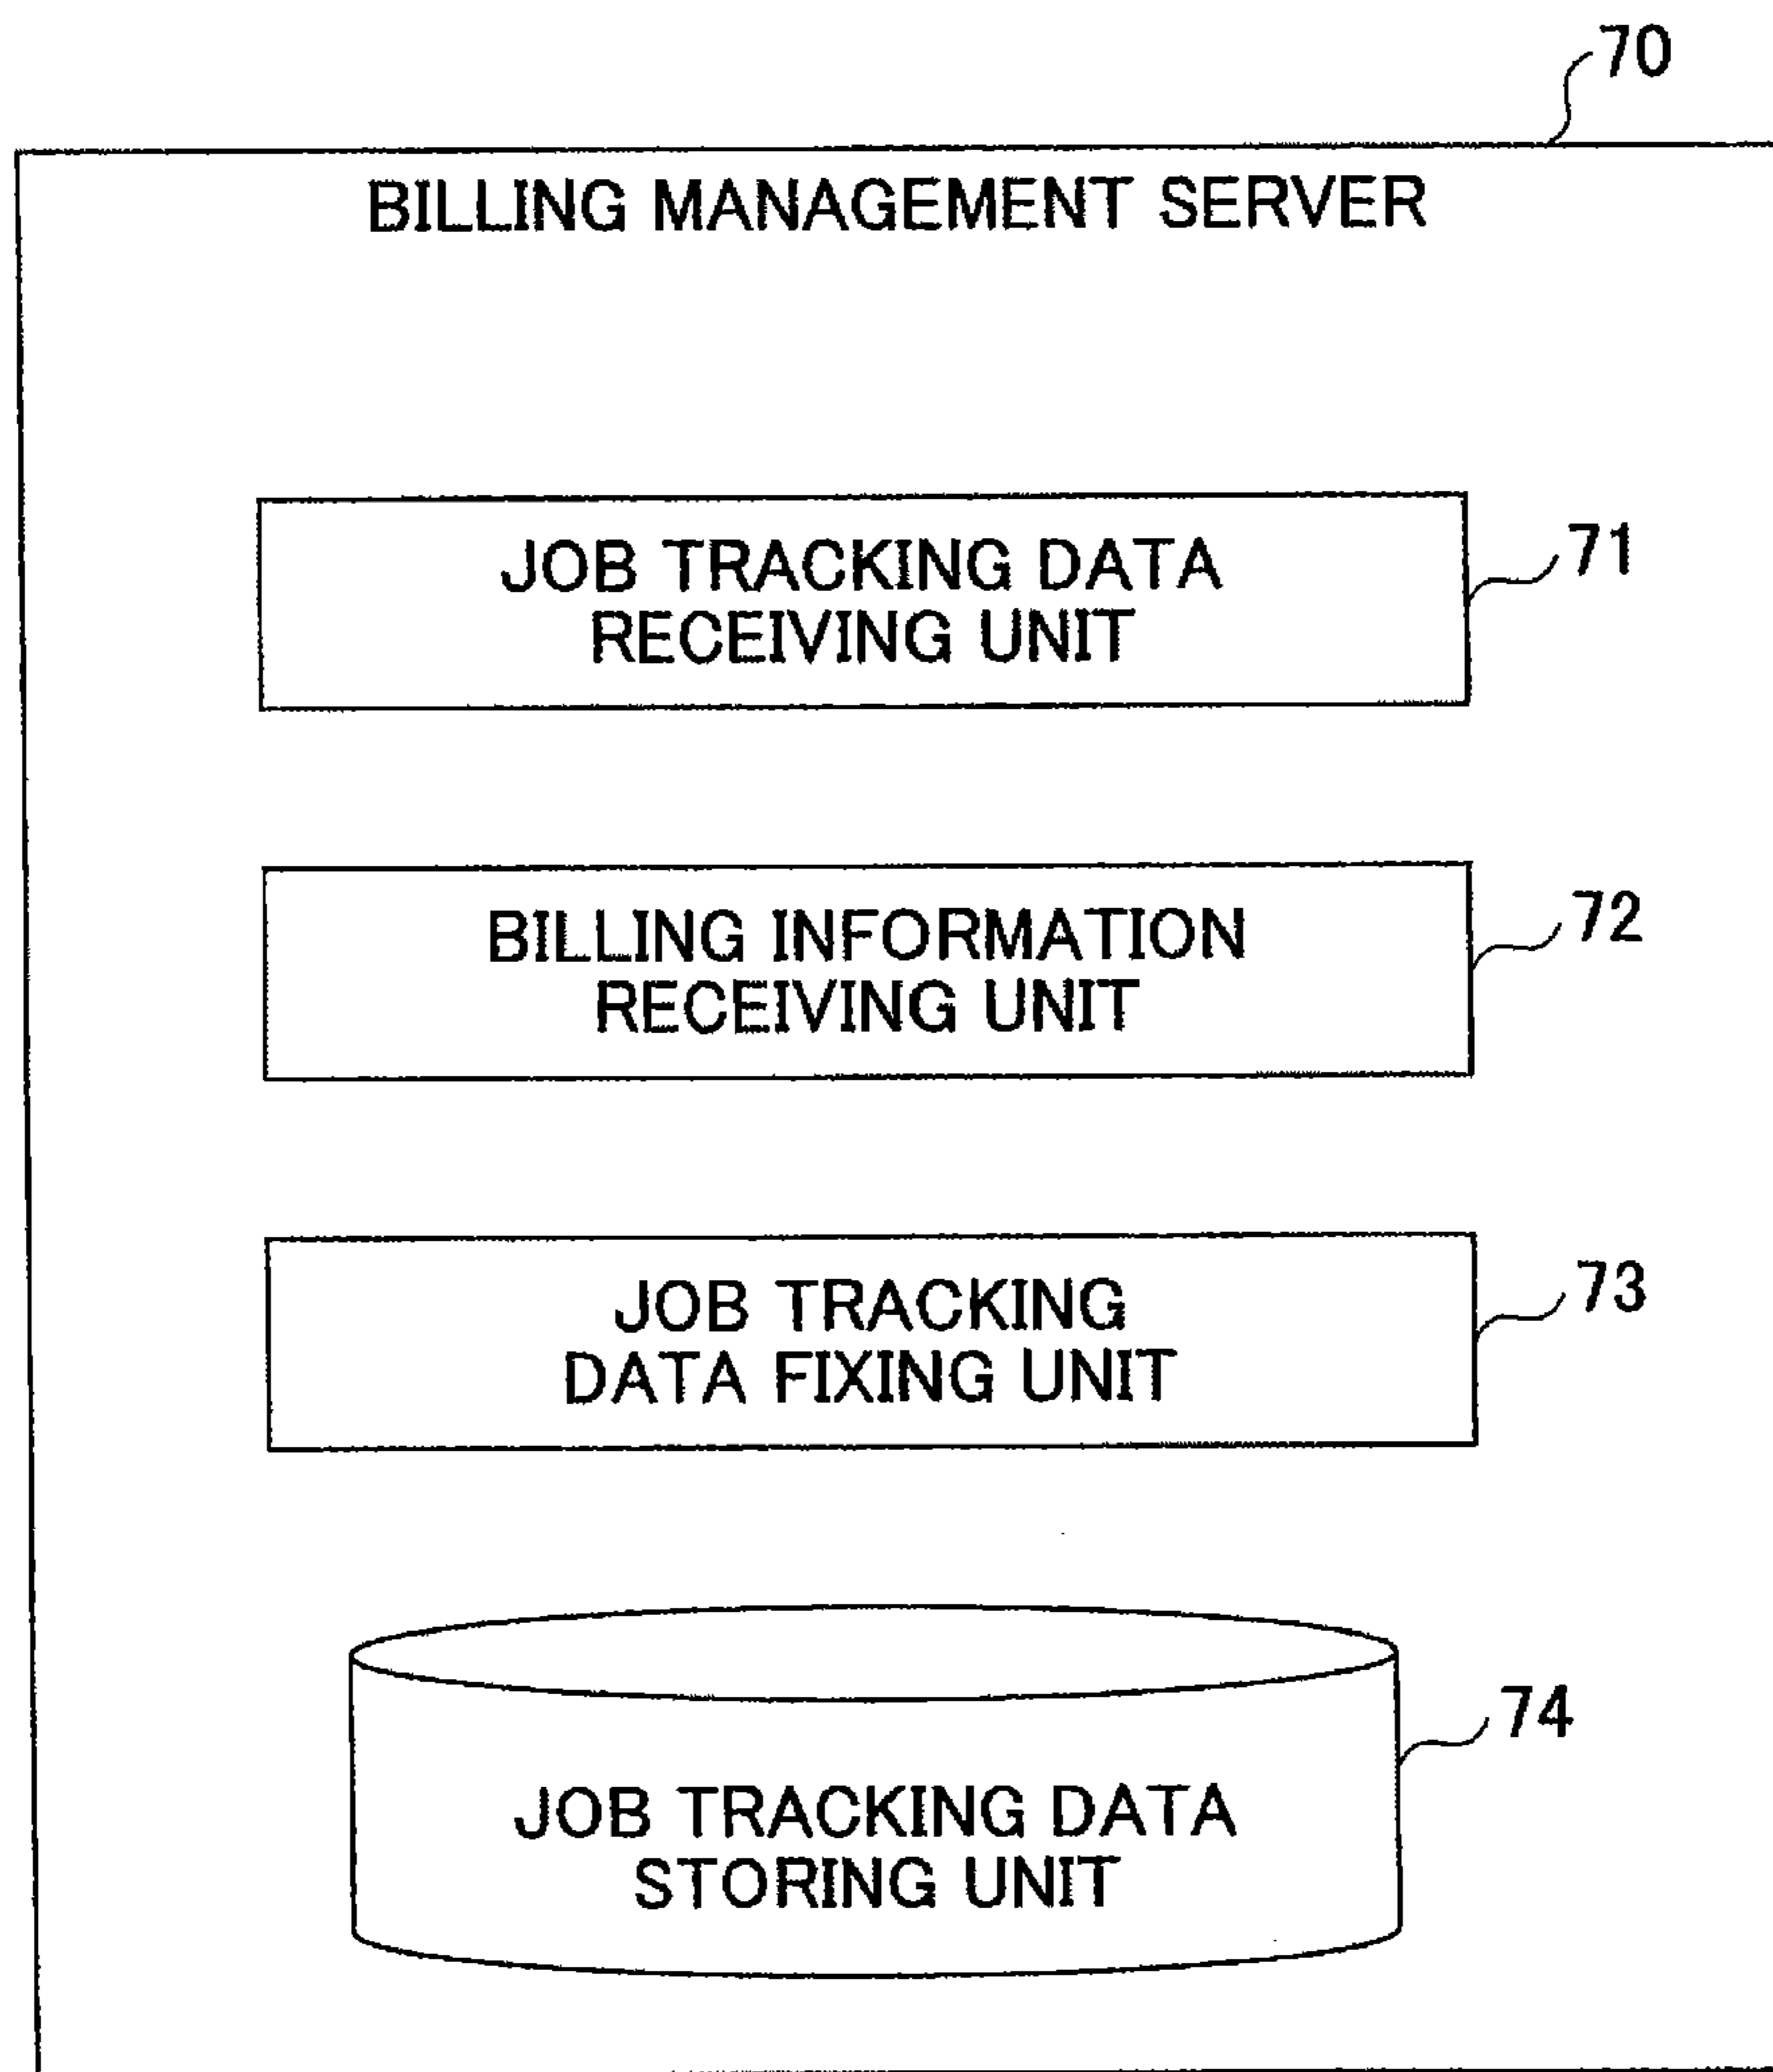 70
BILLING MANAGEMENT SERVER
JOB TRACKING DATA
RECEIVING UNIT
71
BILLING INFORMATION
RECEIVING UNIT
72
JOB TRACKING
DATA FIXING UNIT
73
JOB TRACKING DATA
STORING UNIT
74